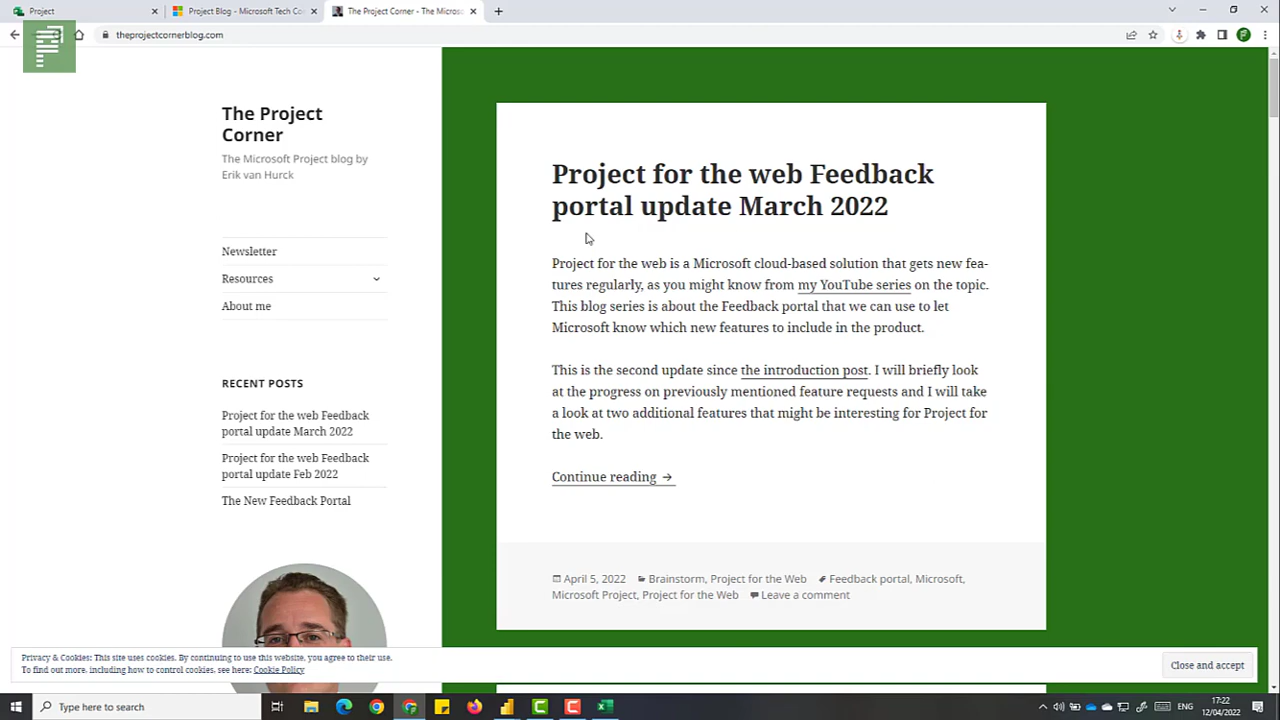 Project
Project Blog - Microsoft Tech Co
The Project Corner - The Micros
theprojectcornerblog.com
The Project
Corner
The Microsoft Project blog by
Erik van Hurck
Newsletter
Resources
About me
RECENT POSTS
Project for the web Feedback
portal update March 2022
Project for the web Feedback
portal update Feb 2022
The New Feedback Portal
Project for the web Feedback
portal update March 2022
Project for the web is a Microsoft cloud-based solution that gets new fea-
tures regularly, as you might know from my YouTube series on the topic.
This blog series is about the Feedback portal that we can use to let
Microsoft know which new features to include in the product.
This is the second update since the introduction post. I will briefly look
at the progress on previously mentioned feature requests and I will take
a look at two additional features that might be interesting for Project for
the web.
Continue reading →
April 5, 2022 Brainstorm, Project for the Web Feedback portal, Microsoft,
Microsoft Project, Project for the Web Leave a comment
Privacy & Cookies: This site uses cookies. By continuing to use this website, you agree to their use.
To find out more, including how to control cookies, see here: Cookie Policy
Close and accept
Type here to search
ENG
17:22
12/04/2022